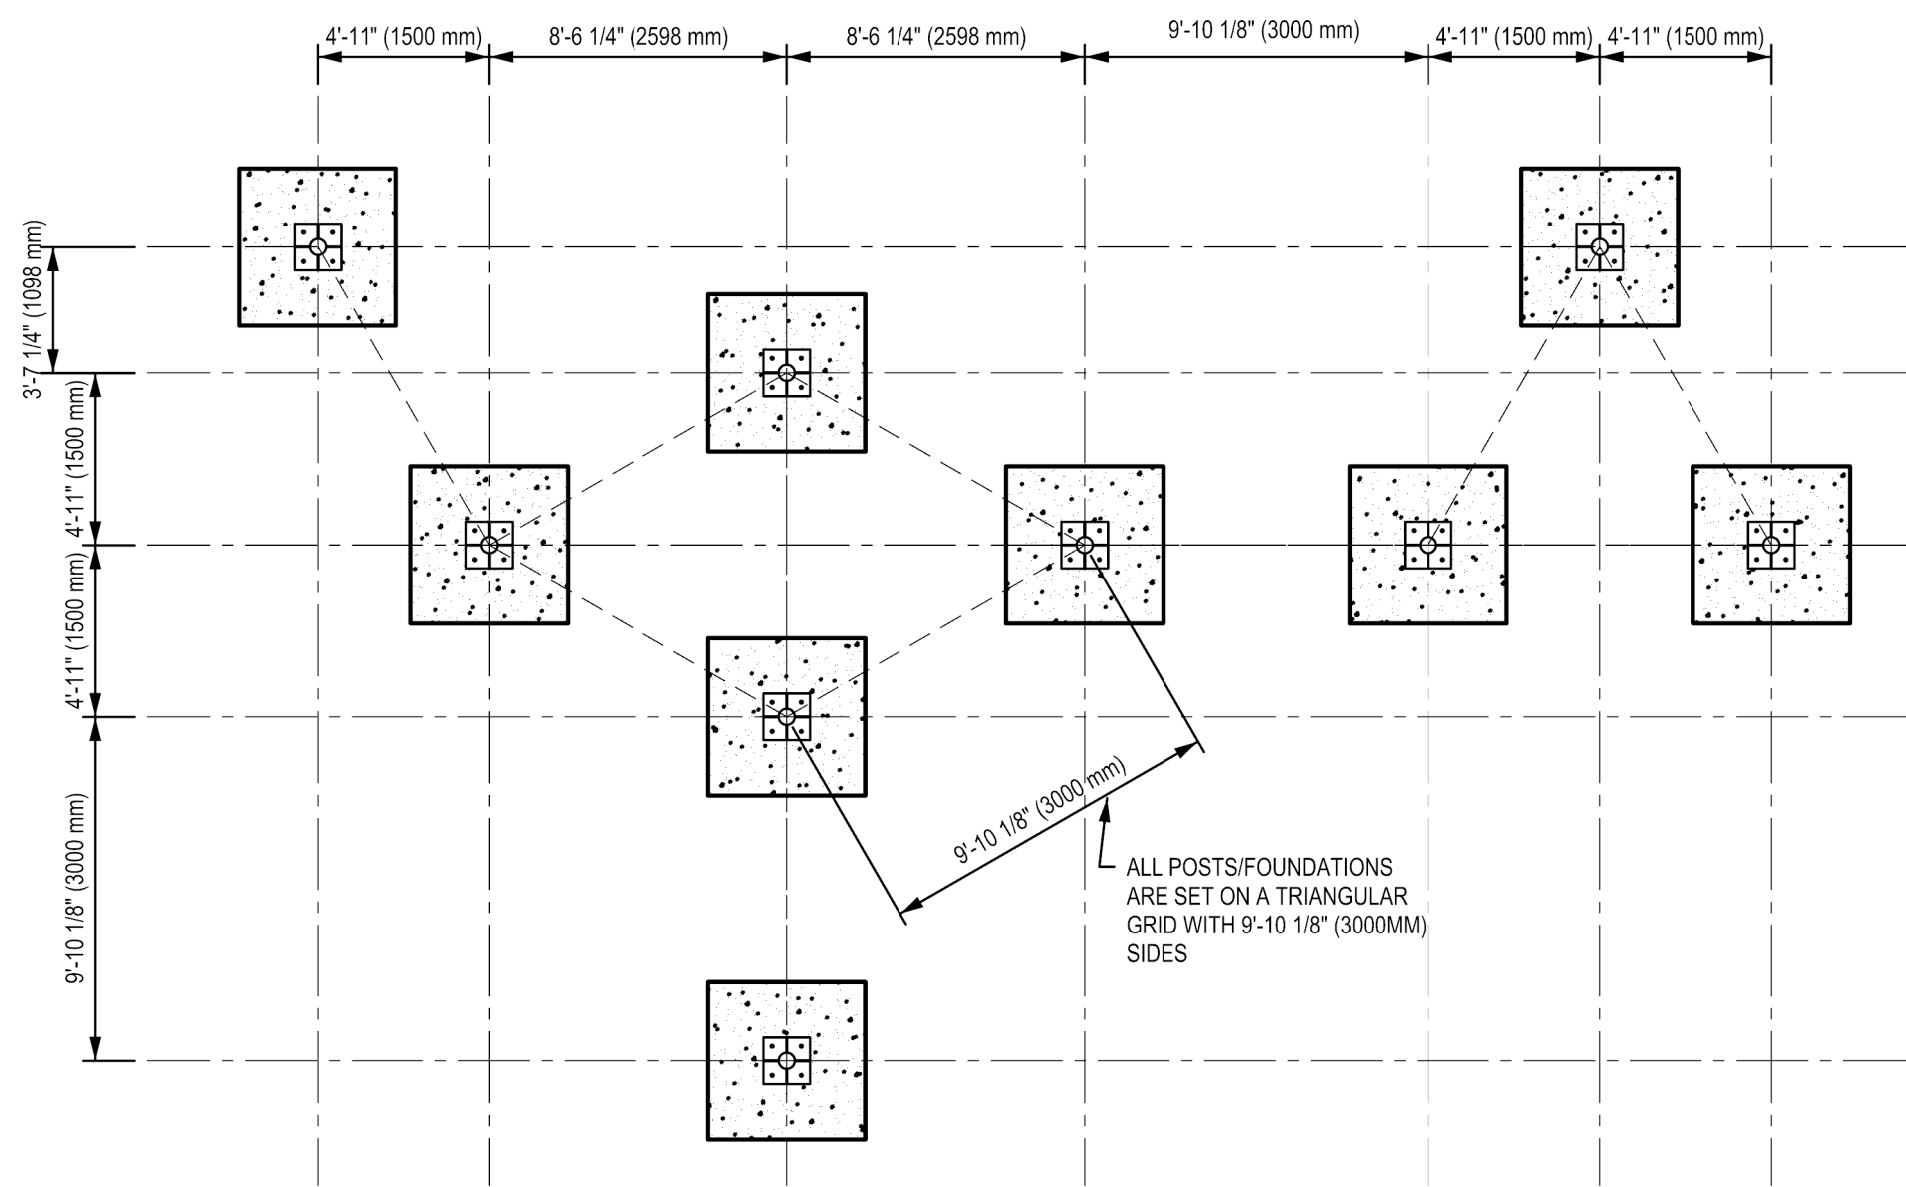 4'-11" (1500 mm)
8'-6 1/4" (2598 mm)
8'-6 1/4" (2598 mm)
9'-10 1/8" (3000 mm)
4'-11" (1500 mm)
4'-11" (1500 mm)
3'-7 1/4" (1098 mm)
4'-11" (1500 mm)
4'-11" (1500 mm)
9'-10 1/8" (3000 mm)
9'-10 1/8" (3000 mm)
ALL POSTS/FOUNDATIONS
ARE SET ON A TRIANGULAR
GRID WITH 9'-10 1/8" (3000MM)
SIDES